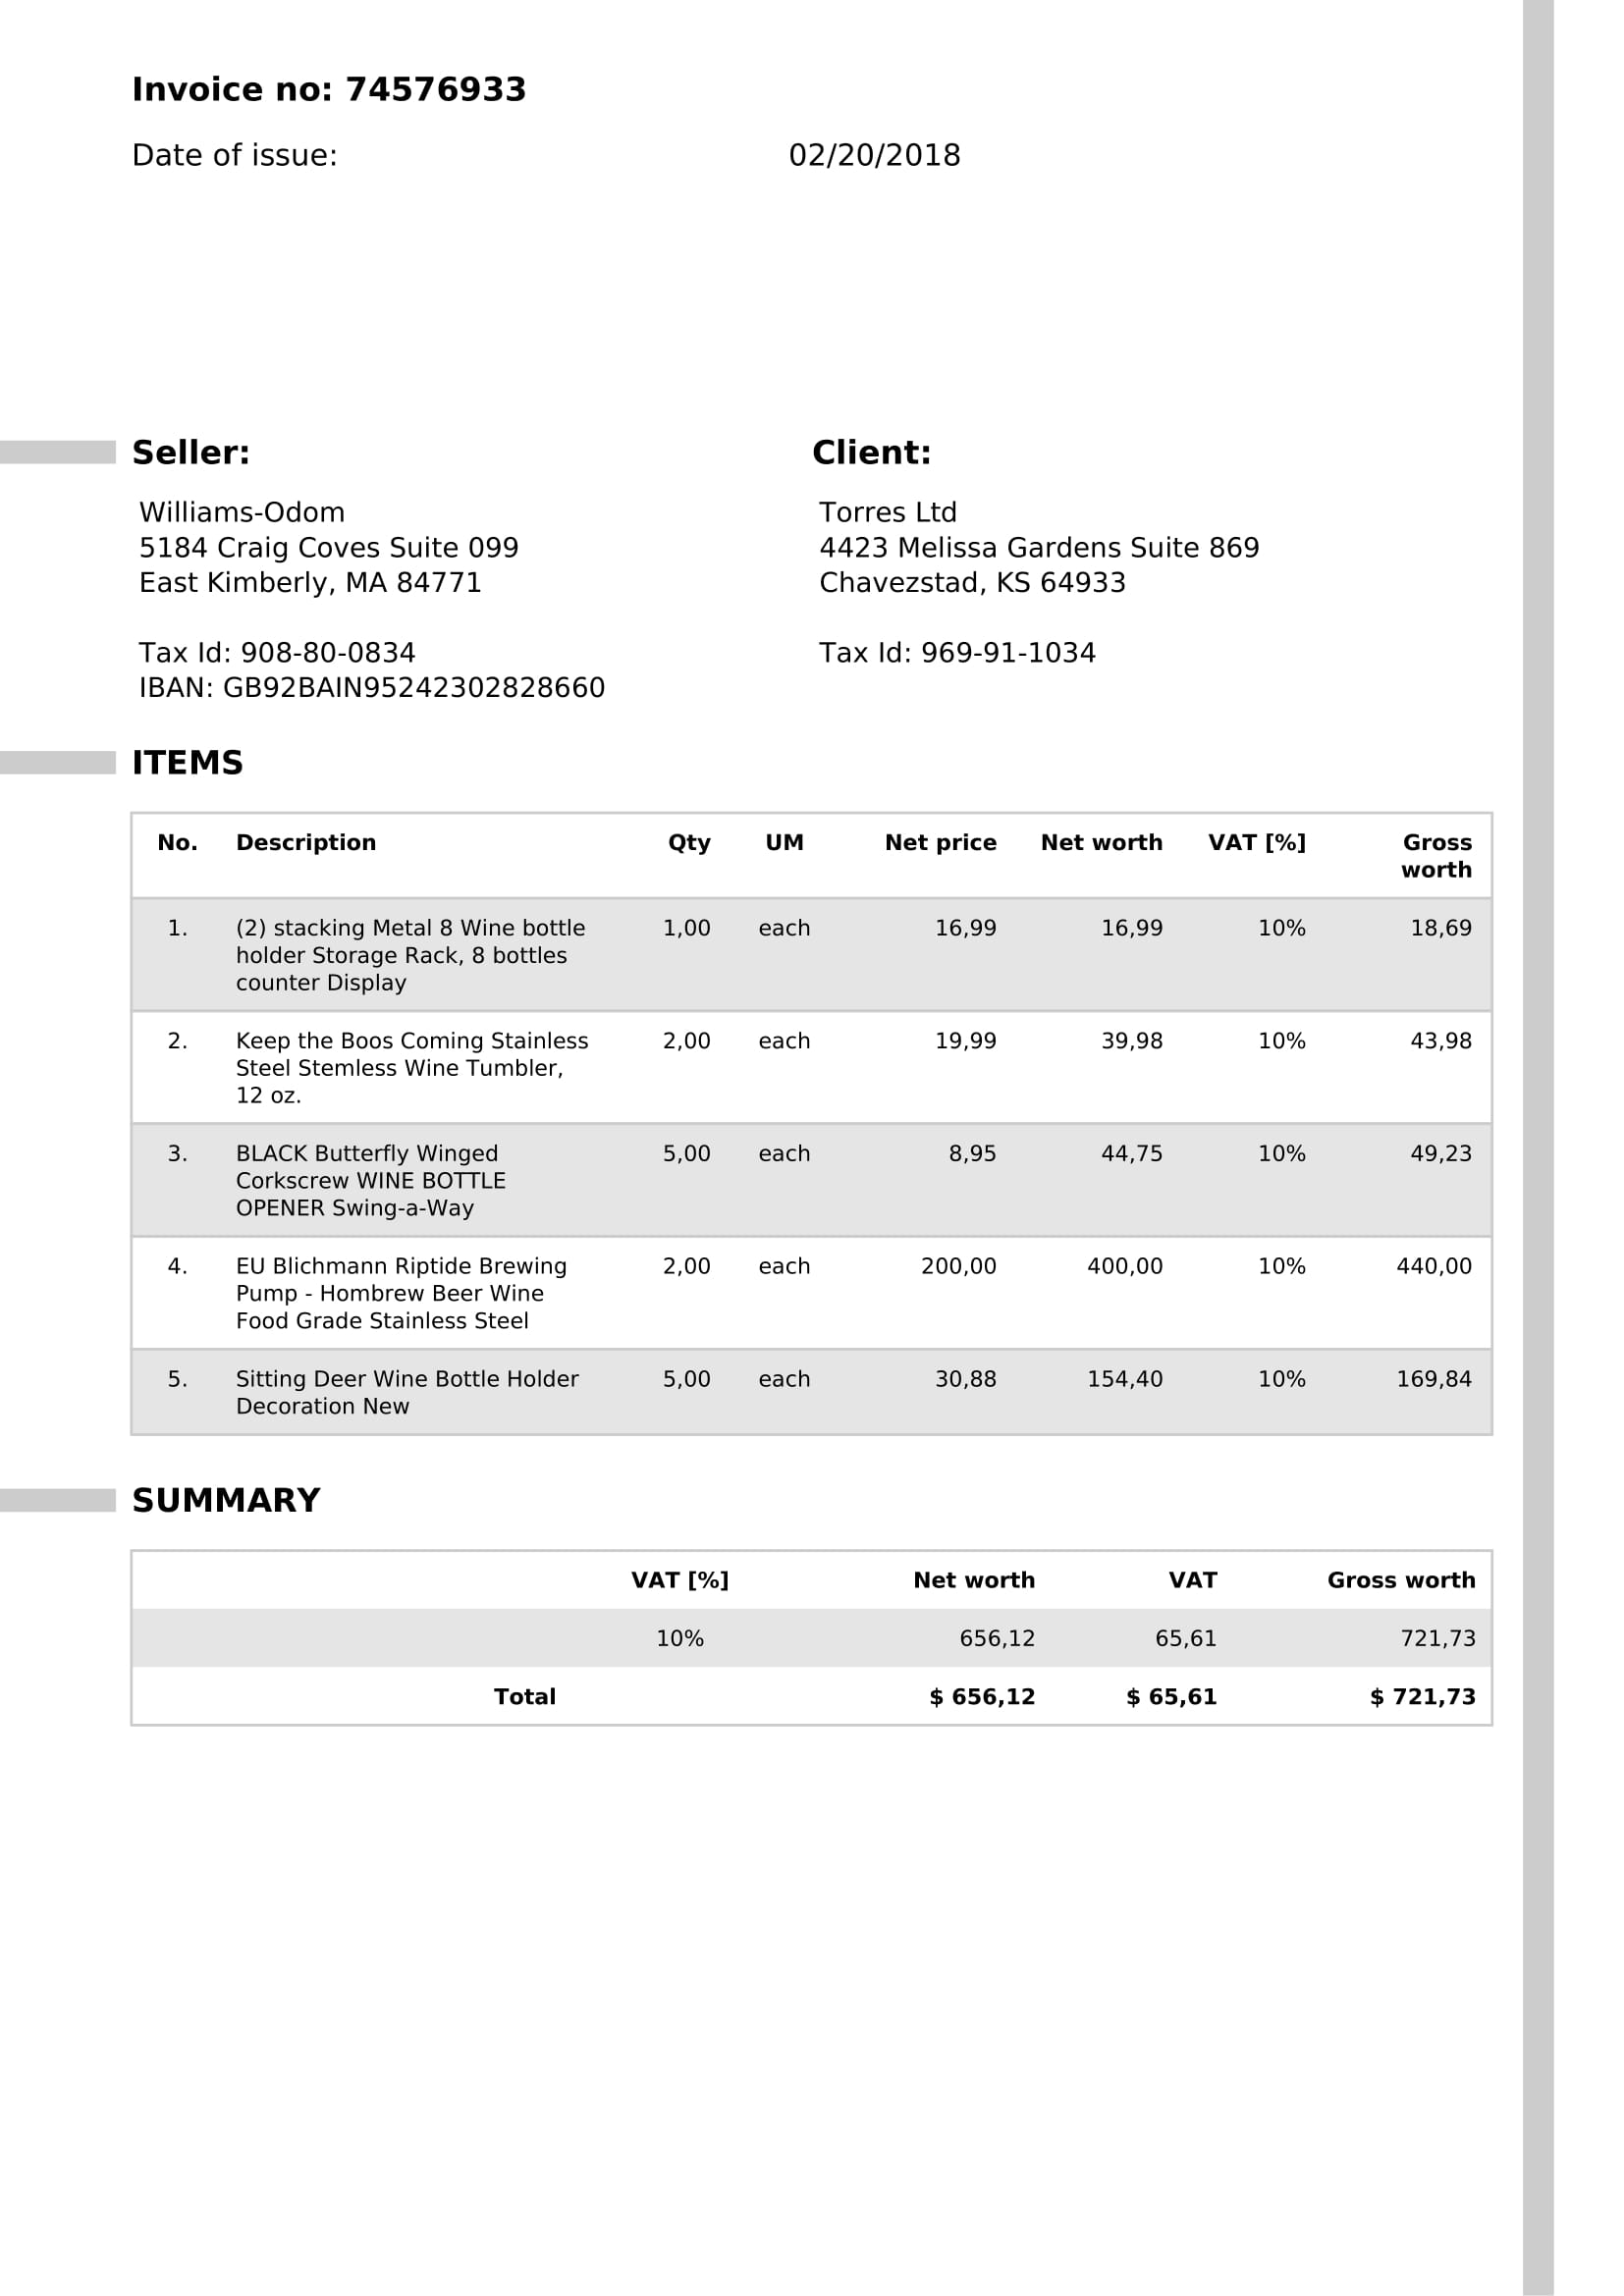 Invoice no: 74576933
Date of issue: 02/20/2018
Seller:
Williams-Odom
5184 Craig Coves Suite 099
East Kimberly, MA 84771
Tax Id: 908-80-0834
IBAN: GB92BAIN95242302828660
Client:
Torres Ltd
4423 Melissa Gardens Suite 869
Chavezstad, KS 64933
Tax Id: 969-91-1034
ITEMS
No. Description Qty UM Net price Net worth VAT [%] Gross
worth
1. (2) stacking Metal 8 Wine bottle 1,00 each 16,99 16,99 10% 18,69
holder Storage Rack, 8 bottles
counter Display
2. Keep the Boos Coming Stainless 2,00 each 19,99 39,98 10% 43,98
Steel Stemless Wine Tumbler,
12 oz.
3. BLACK Butterfly Winged 5,00 each 8,95 44,75 10% 49,23
Corkscrew WINE BOTTLE
OPENER Swing-a-Way
4. EU Blichmann Riptide Brewing 2,00 each 200,00 400,00 10% 440,00
Pump - Hombrew Beer Wine
Food Grade Stainless Steel
5. Sitting Deer Wine Bottle Holder 5,00 each 30,88 154,40 10% 169,84
Decoration New
SUMMARY
VAT [%] Net worth VAT Gross worth
10% 656,12 65,61 721,73
Total $ 656,12 $ 65,61 $ 721,73